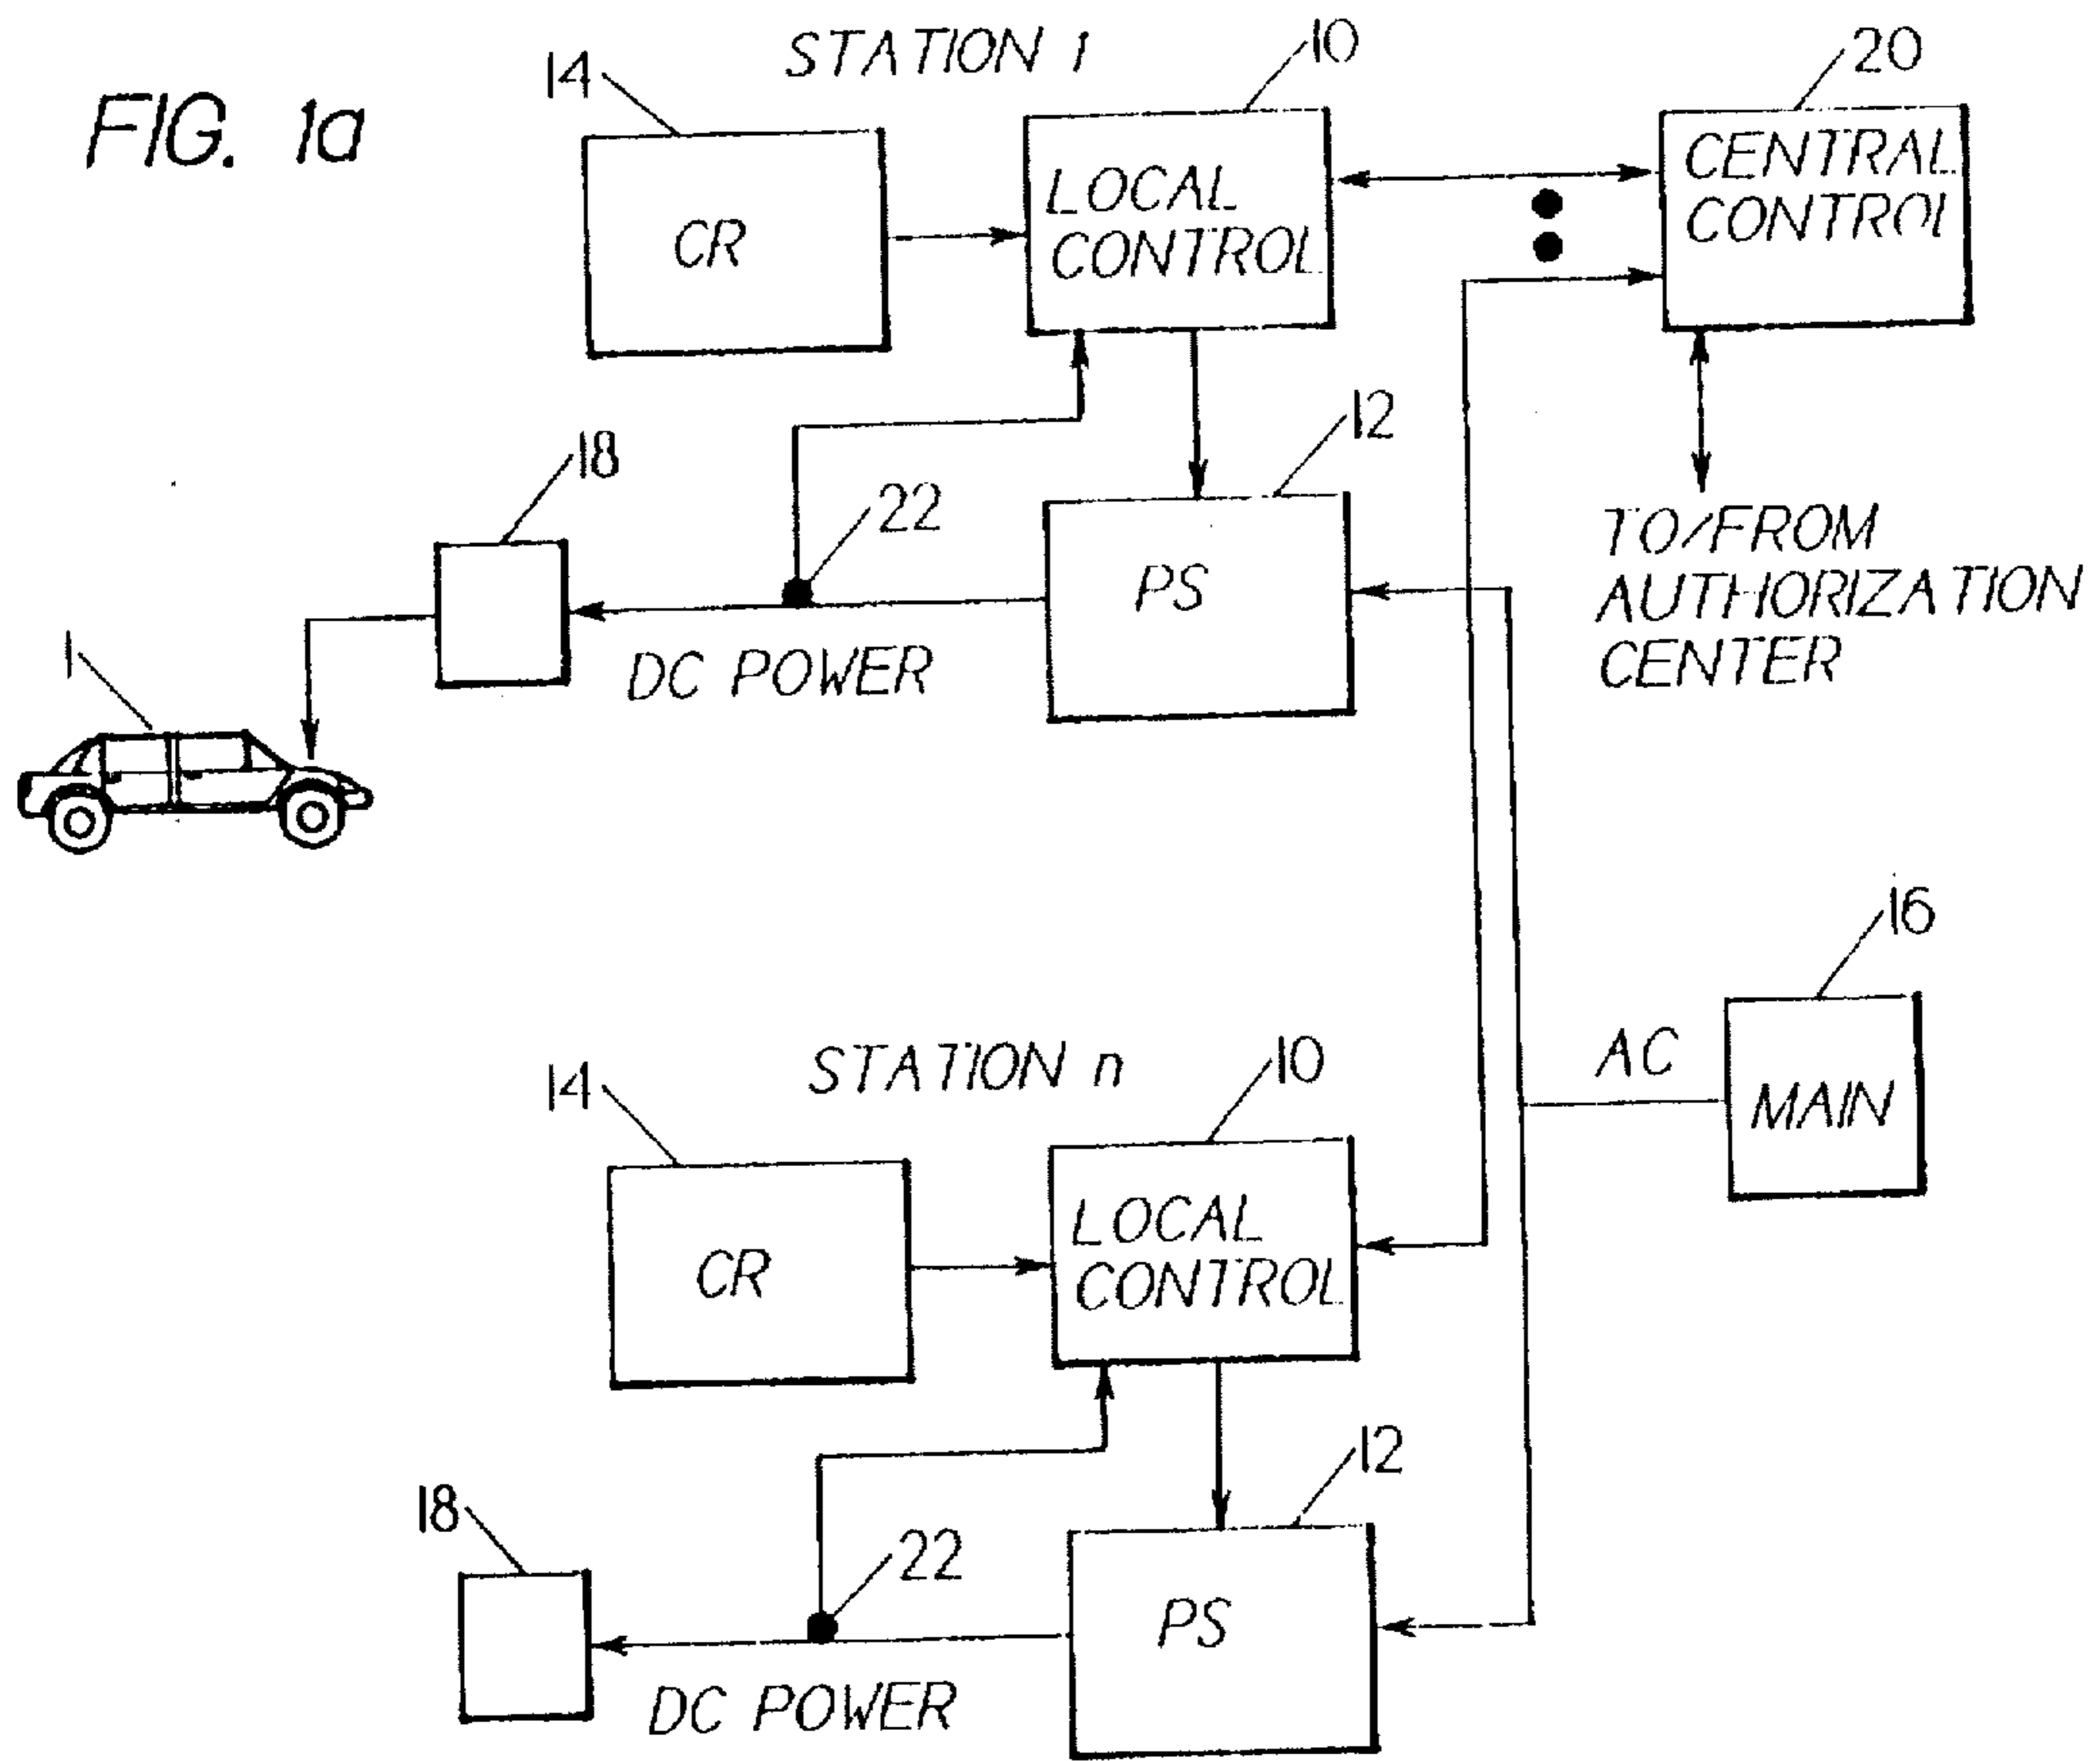 FIG. 1a
STATION 1
14
10
20
CR
LOCAL
CONTROL
CENTRAL
CONTROL
18
22
12
PS
TO/FROM
AUTHORIZATION
CENTER
DC POWER
1
16
AC
MAIN
STATION n
14
10
CR
LOCAL
CONTROL
18
22
12
PS
DC POWER